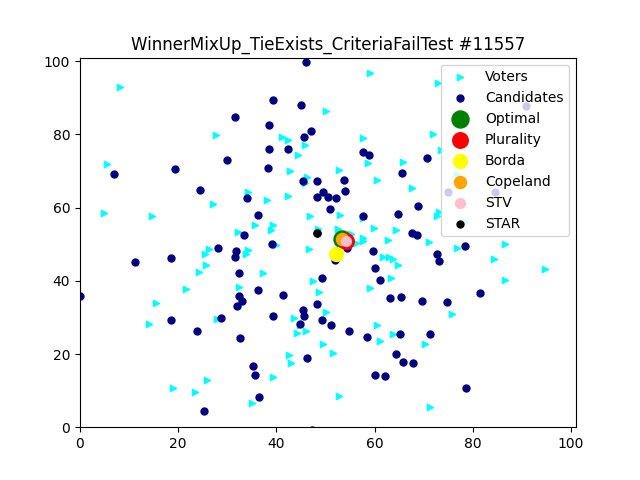 WinnerMixUp_TieExists_CriteriaFailTest #11557
100
80
60
40
20
0
0
20
40
60
80
100
Voters
Candidates
Optimal
Plurality
Borda
Copeland
STV
STAR